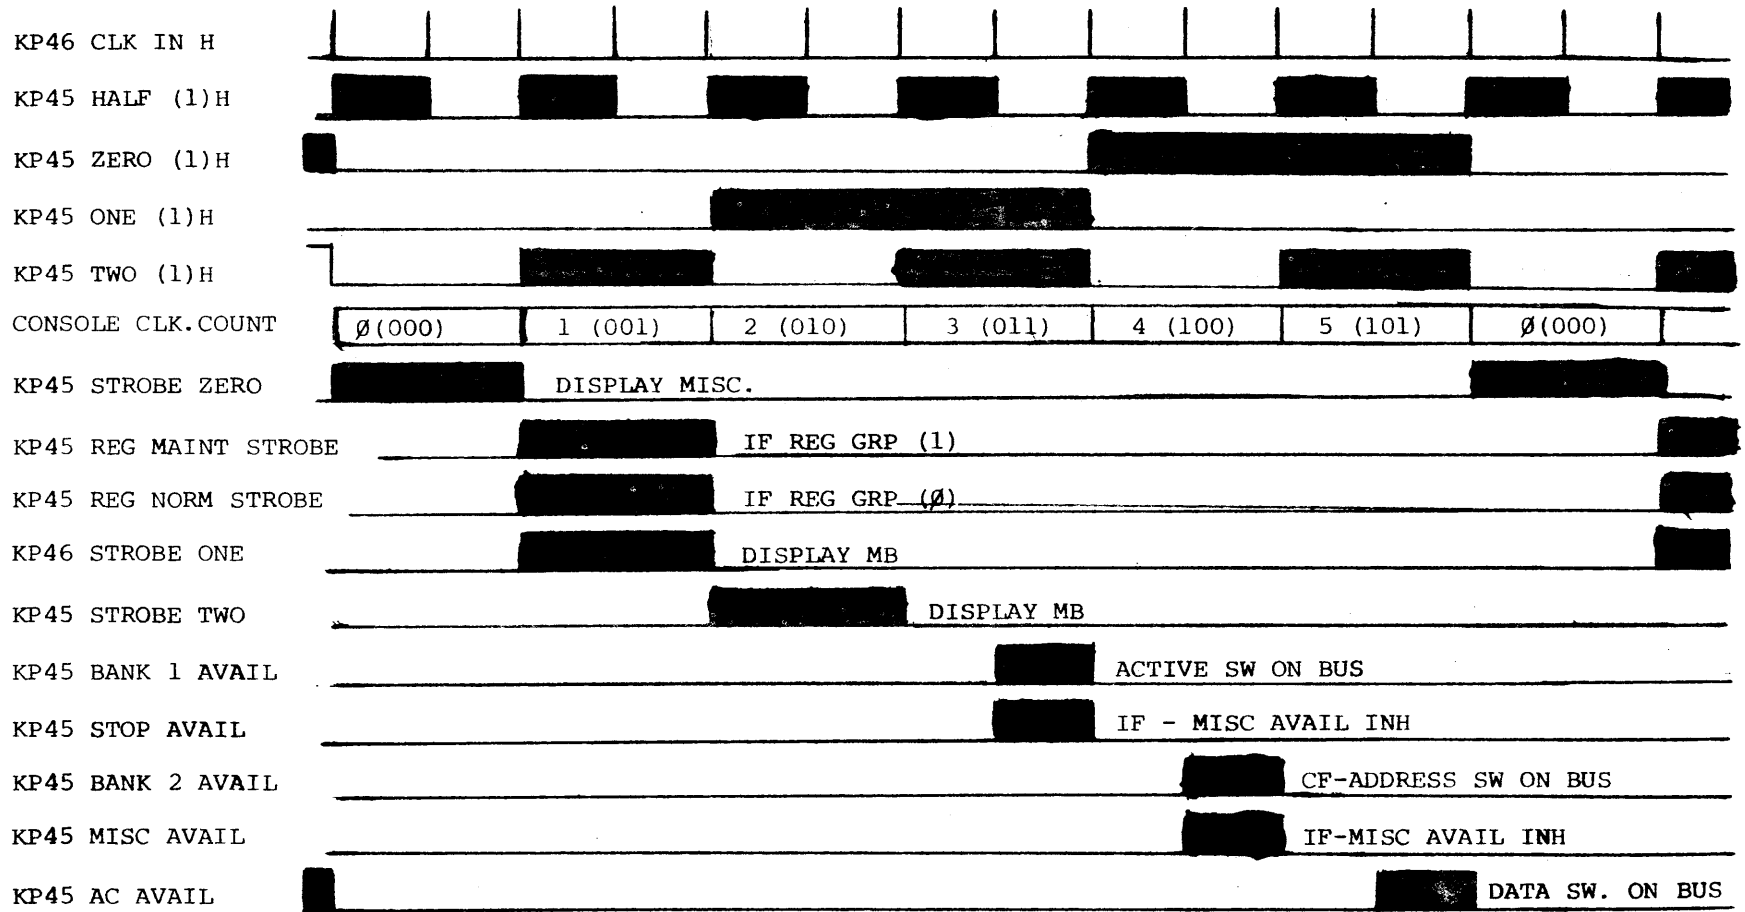 KP46 CLK IN H
KP45 HALF (1)H
KP45 ZERO (1)H
KP45 ONE (1)H
KP45 TWO (1)H
CONSOLE CLK.COUNT Ø(000) 1 (001) 2 (010) 3 (011) 4 (100) 5 (101) Ø(000)
KP45 STROBE ZERO DISPLAY MISC.
KP45 REG MAINT STROBE IF REG GRP (1)
KP45 REG NORM STROBE IF REG GRP (Ø)
KP46 STROBE ONE DISPLAY MB
KP45 STROBE TWO DISPLAY MB
KP45 BANK 1 AVAIL ACTIVE SW ON BUS
KP45 STOP AVAIL IF - MISC AVAIL INH
KP45 BANK 2 AVAIL CF-ADDRESS SW ON BUS
KP45 MISC AVAIL IF-MISC AVAIL INH
KP45 AC AVAIL DATA SW. ON BUS